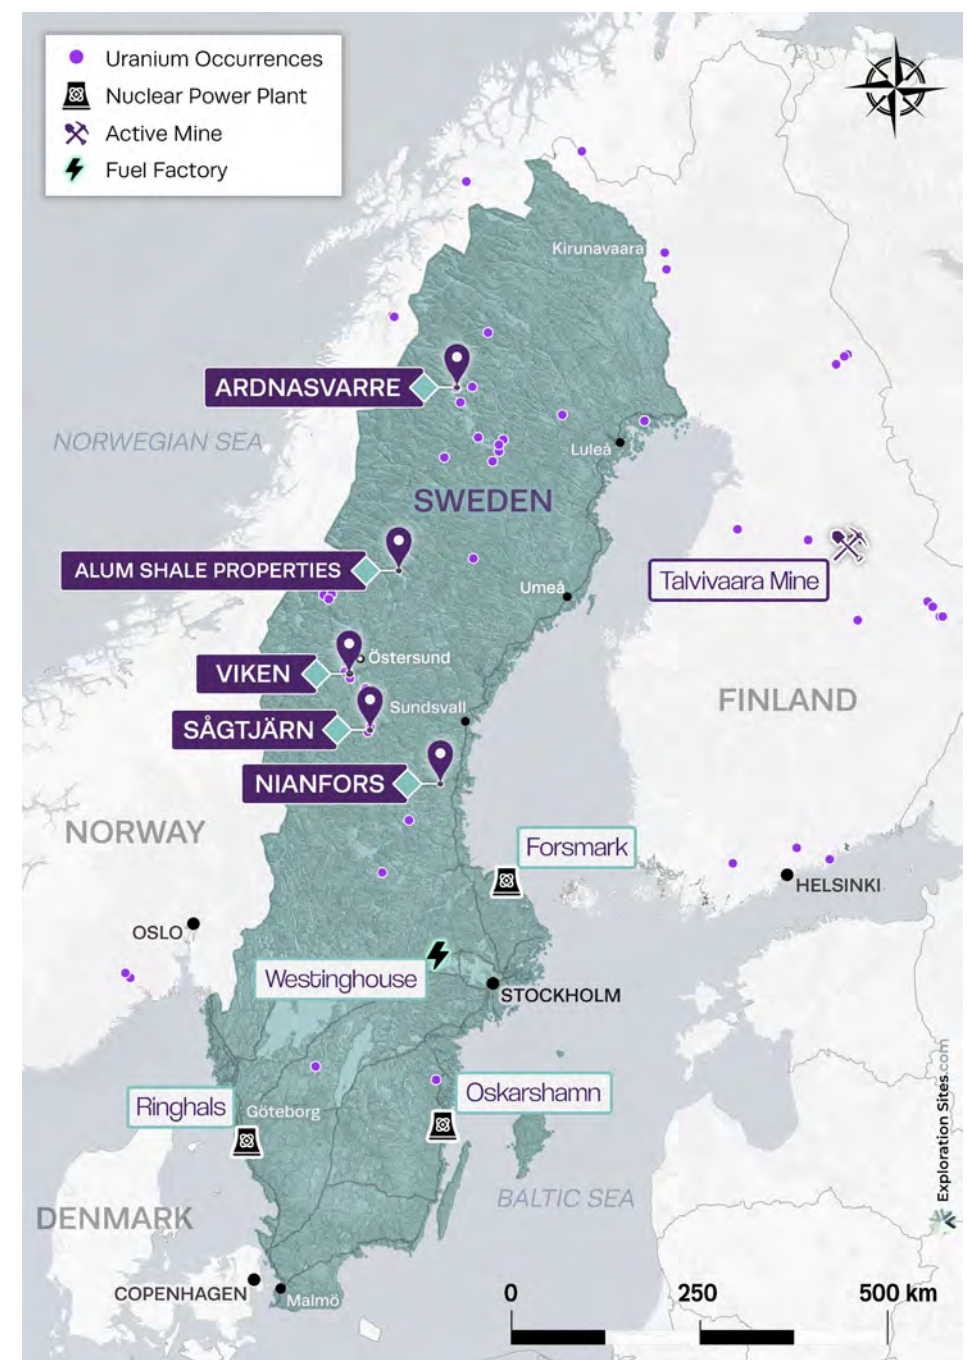 Uranium Occurrences
Nuclear Power Plant
Active Mine
Fuel Factory
Kirunavaara
ARDNASVARRE
NORWEGIAN SEA
Luleå
SWEDEN
ALUM SHALE PROPERTIES
Talvivaara Mine
Umeå
Östersund
VIKEN
FINLAND
Sundsvall
SÅGTJÄRN
NIANFORS
NORWAY
Forsmark
HELSINKI
OSLO
Westinghouse
STOCKHOLM
Oskarshamn
Ringhals
Göteborg
Exploration Sites.com
BALTIC SEA
DENMARK
COPENHAGEN
Malmö
0 250 500 km